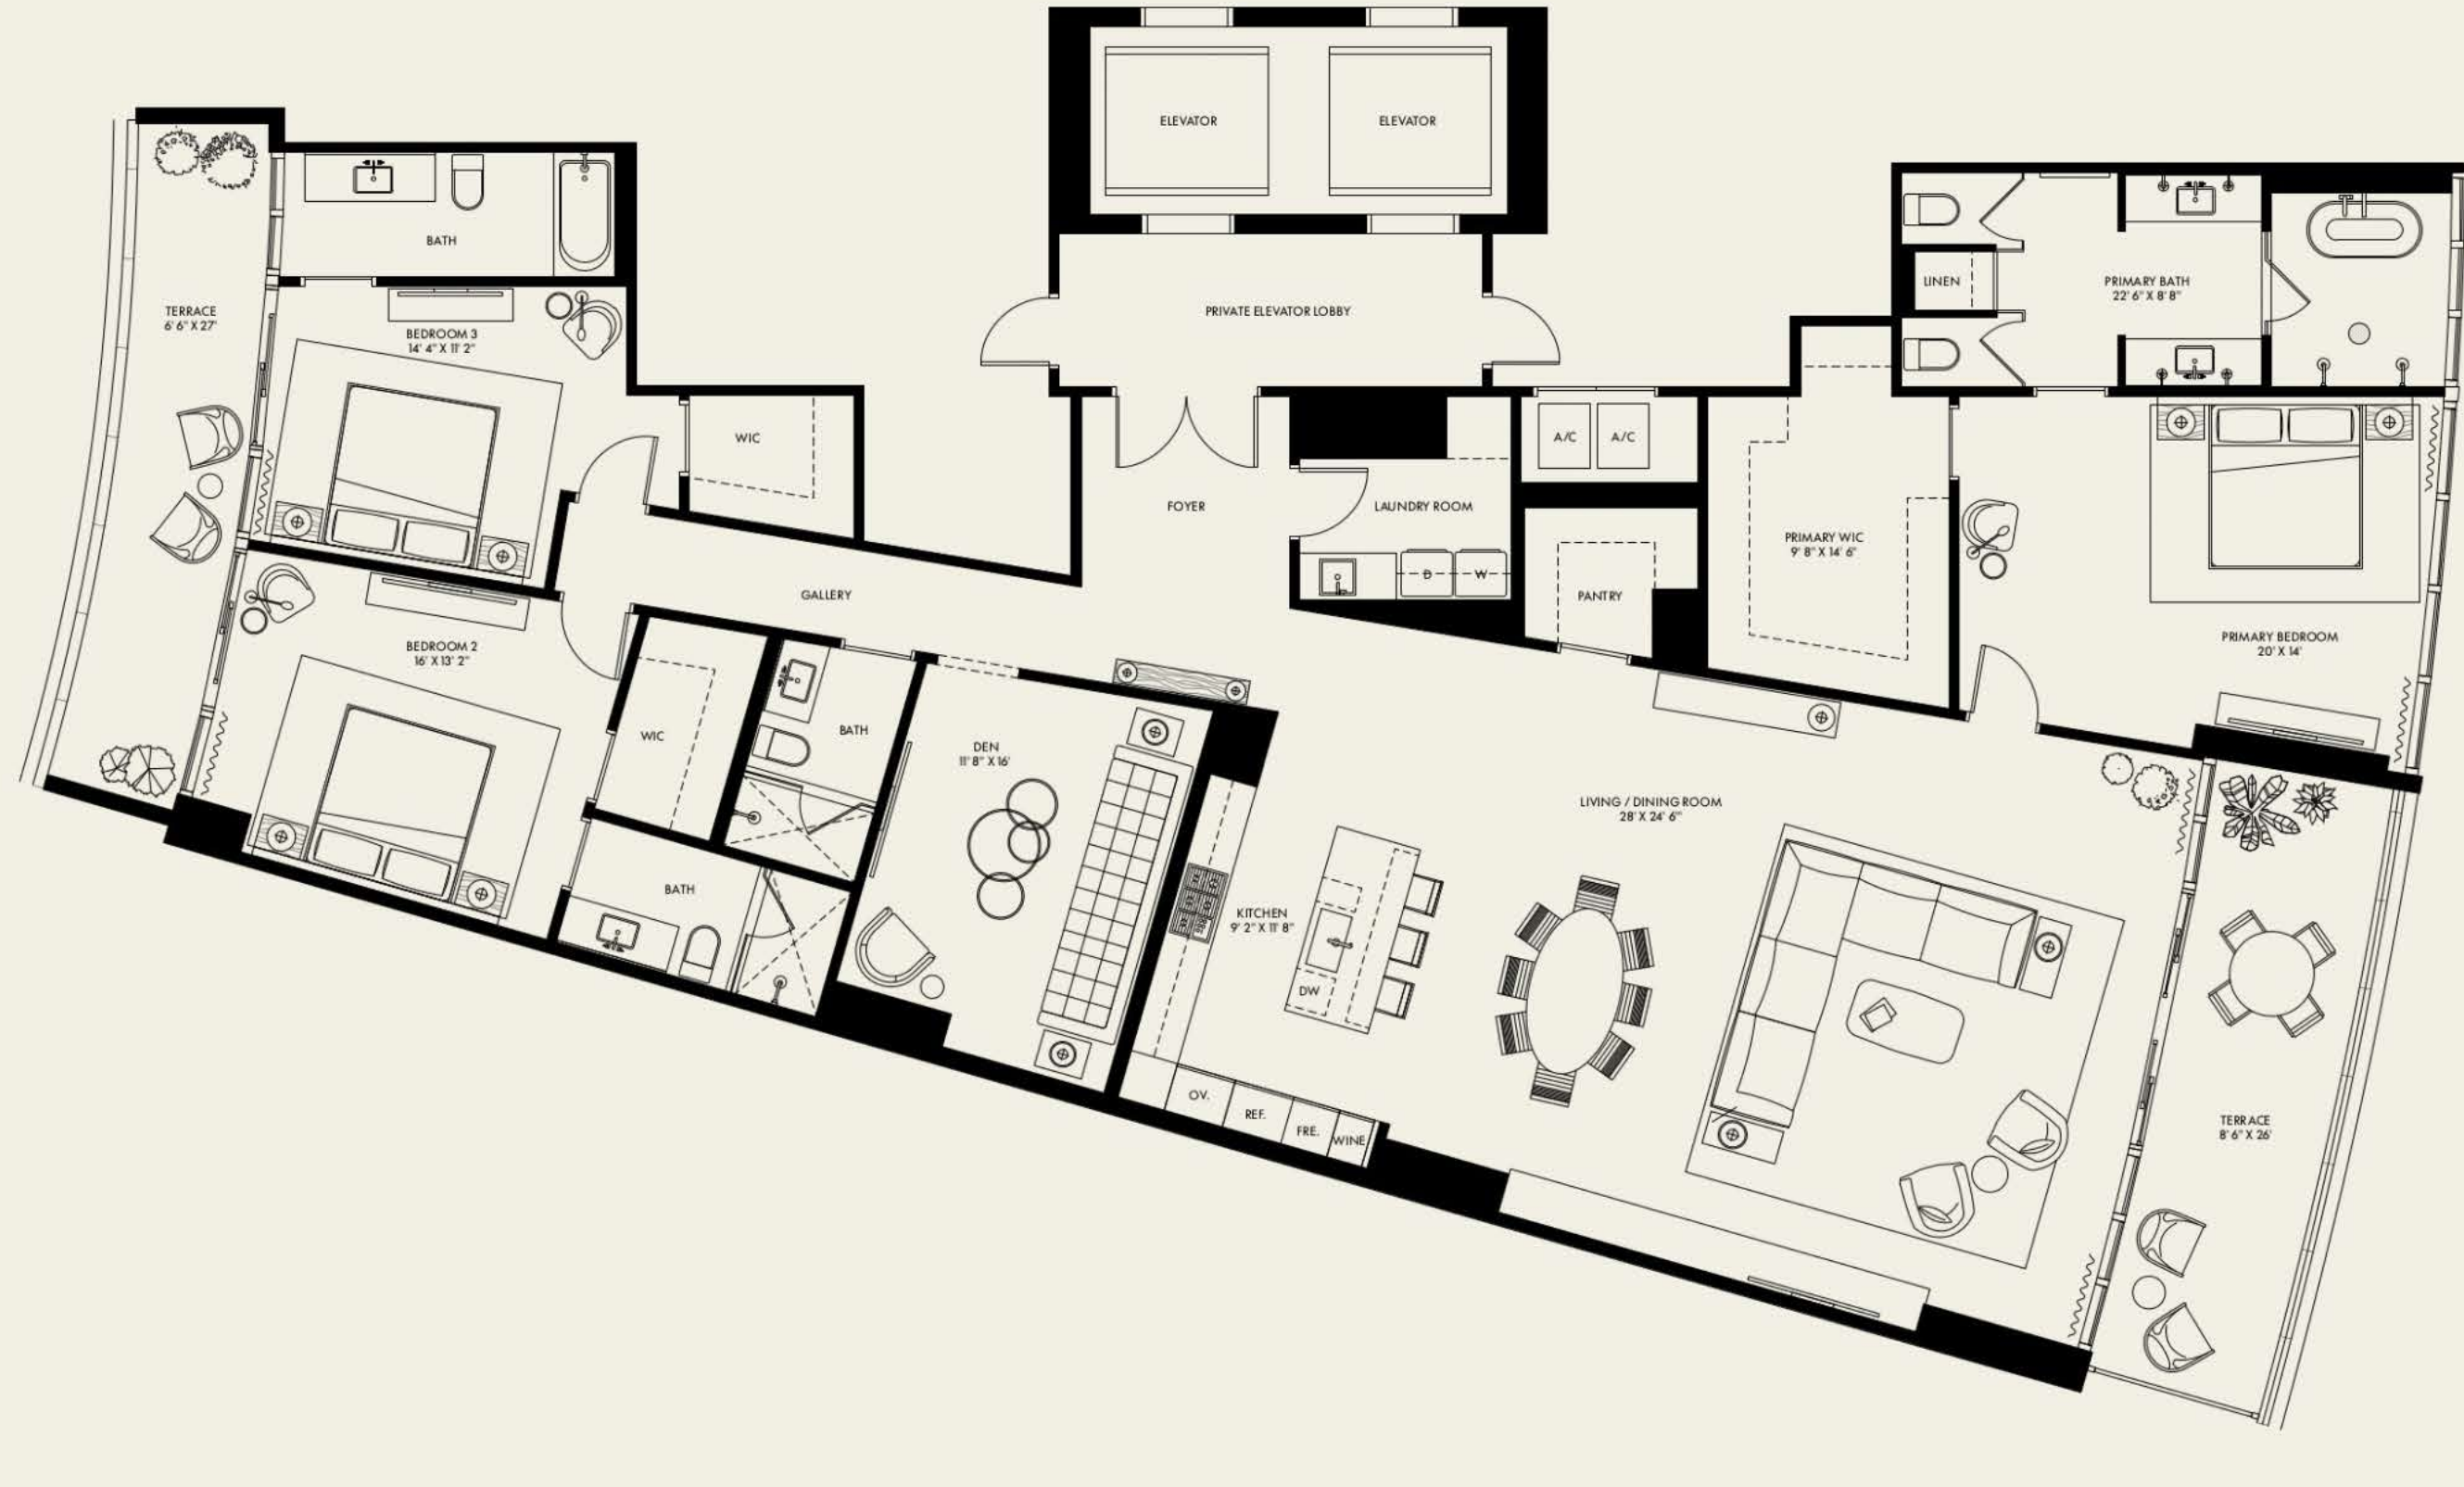 ELEVATOR
ELEVATOR
PRIVATE ELEVATOR LOBBY
BATH
TERRACE
6' 6" X 27'
BEDROOM 3
14' 4" X 11' 2"
WIC
LINEN
PRIMARY BATH
22' 6" X 8' 8"
A/C
A/C
FOYER
LAUNDRY ROOM
D
W
PANTRY
PRIMARY WIC
9' 8" X 14' 6"
PRIMARY BEDROOM
20' X 14'
GALLERY
BEDROOM 2
16' X 13' 2"
WIC
BATH
DEN
11' 8" X 16'
BATH
KITCHEN
9' 2" X 11' 8"
DW
OV.
REF.
FRE.
WINE
LIVING / DINING ROOM
28' X 24' 6"
TERRACE
8' 6" X 26'